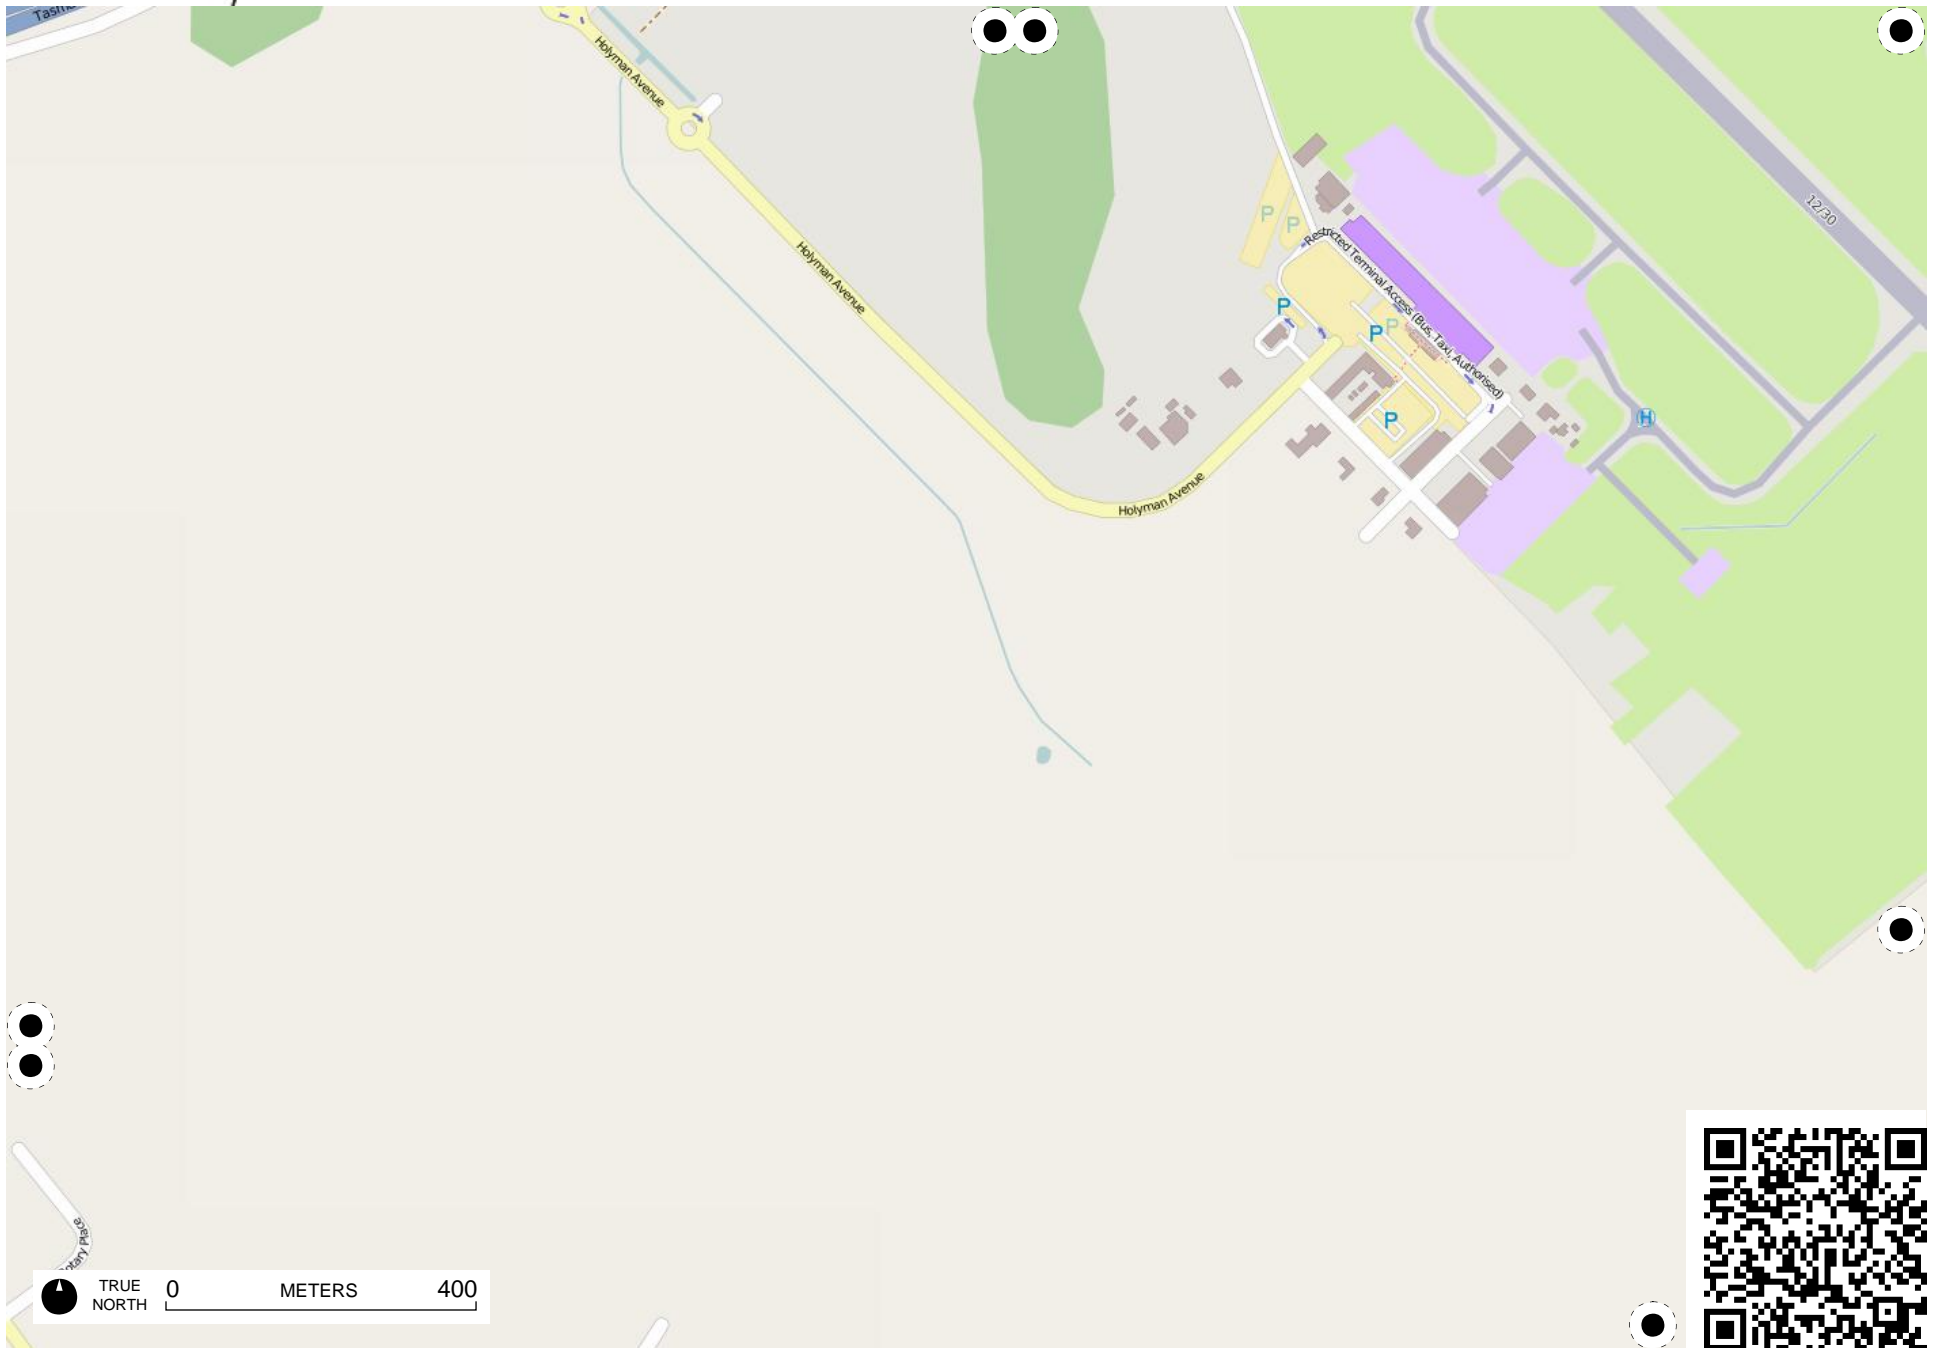 Holyman Avenue
Holyman Avenue
Holyman Avenue
Restricted Terminal Access (Bus, Taxi, Authorised)
12/30
P
P
P
P
P
P
H
TRUE
NORTH
0
METERS
400